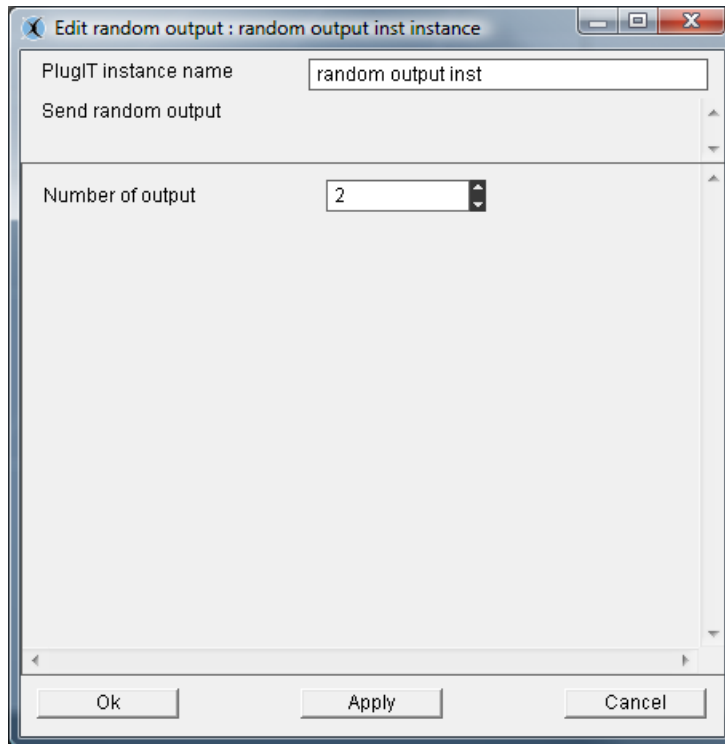 Edit random output : random output inst instance
PlugIT instance name random output inst
Send random output
Number of output 2
Ok Apply Cancel